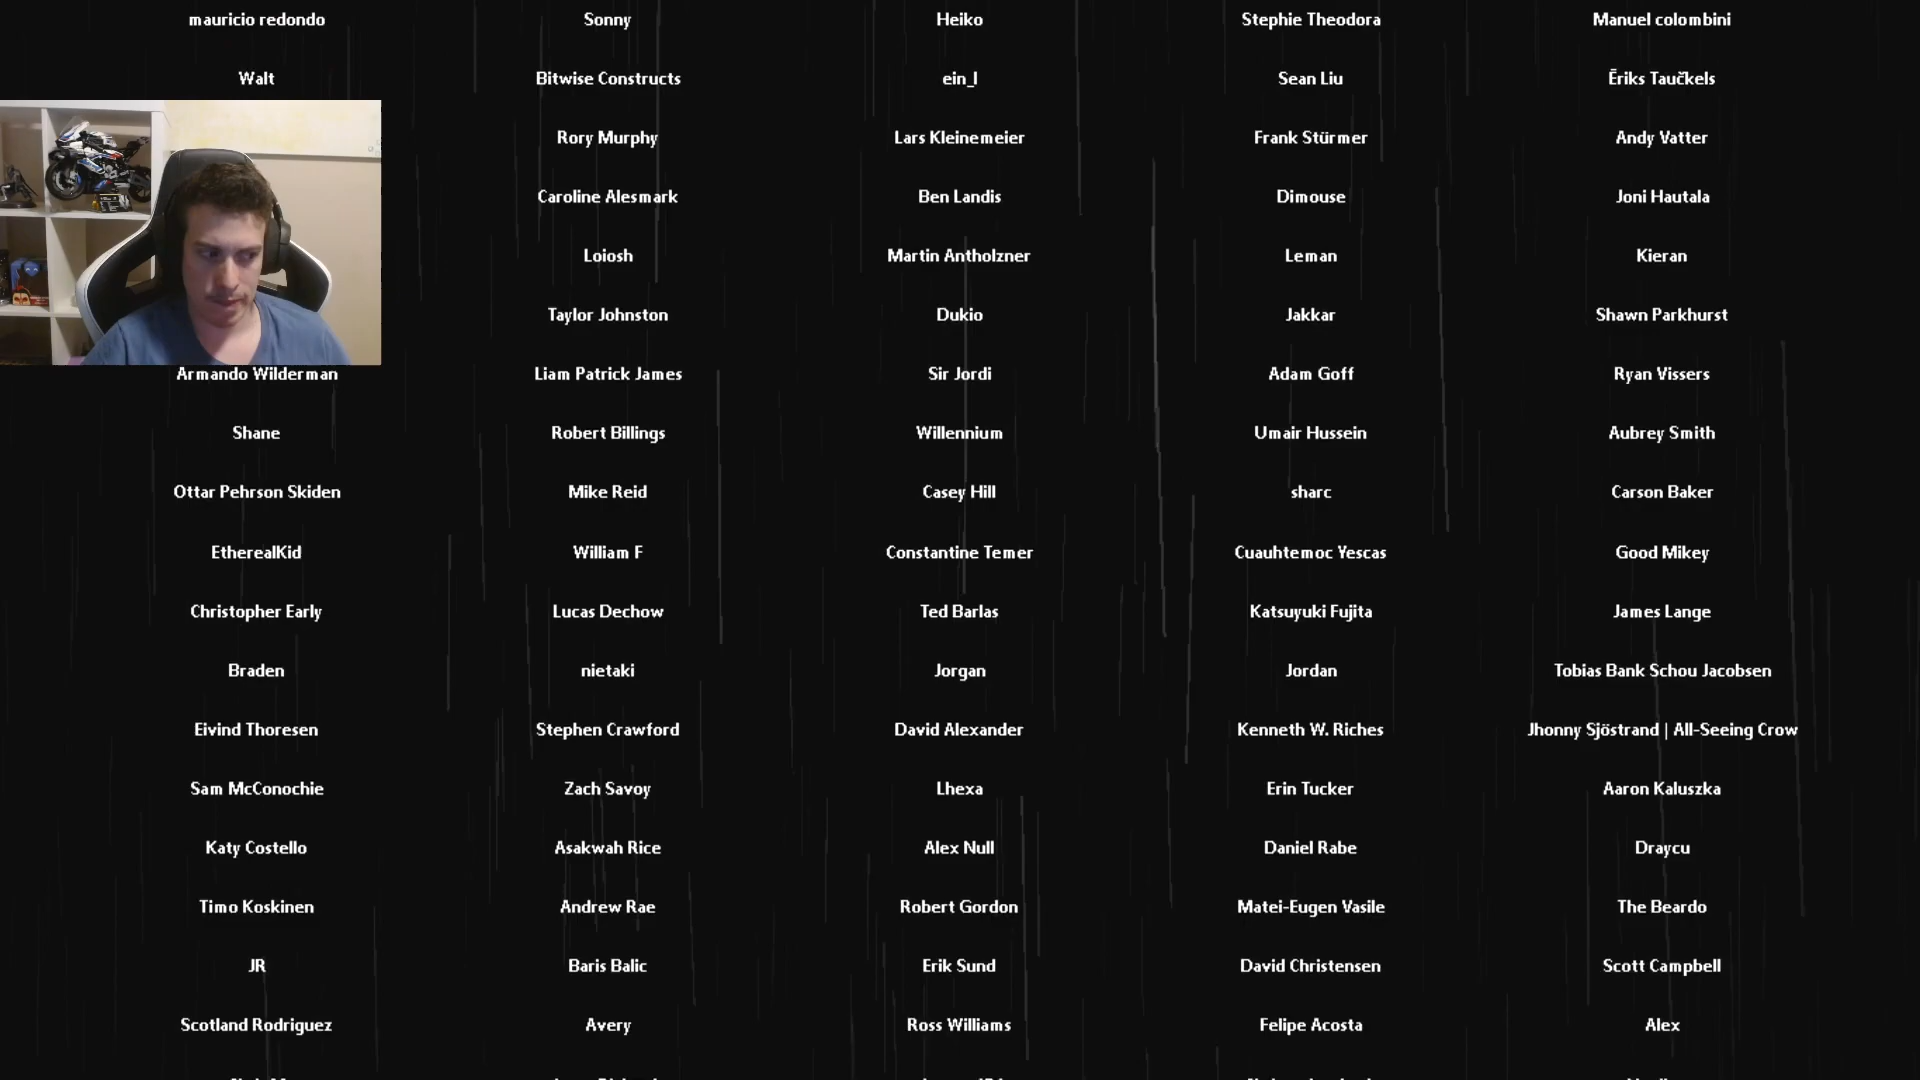 mauricio redondo Sonny Heiko Stephie Theodora Manuel colombini
Walt Bitwise Constructs ein_l Sean Liu Ēriks Taučkels
Rory Murphy Lars Kleinemeier Frank Stürmer Andy Vatter
Caroline Alesmark Ben Landis Dimouse Joni Hautala
Loiosh Martin Antholzner Leman Kieran
Taylor Johnston Dukio Jakkar Shawn Parkhurst
Armando Wilderman Liam Patrick James Sir Jordi Adam Goff Ryan Vissers
Shane Robert Billings Willennium Umair Hussein Aubrey Smith
Ottar Pehrson Skiden Mike Reid Casey Hill sharc Carson Baker
EtherealKid William F Constantine Temer Cuauhtemoc Yescas Good Mikey
Christopher Early Lucas Dechow Ted Barlas Katsuyuki Fujita James Lange
Braden nietaki Jorgan Jordan Tobias Bank Schou Jacobsen
Eivind Thoresen Stephen Crawford David Alexander Kenneth W. Riches Jhonny Sjöstrand | All-Seeing Crow
Sam McConochie Zach Savoy Lhexa Erin Tucker Aaron Kaluszka
Katy Costello Asakwah Rice Alex Null Daniel Rabe Draycu
Timo Koskinen Andrew Rae Robert Gordon Matei-Eugen Vasile The Beardo
JR Baris Balic Erik Sund David Christensen Scott Campbell
Scotland Rodriguez Avery Ross Williams Felipe Acosta Alex